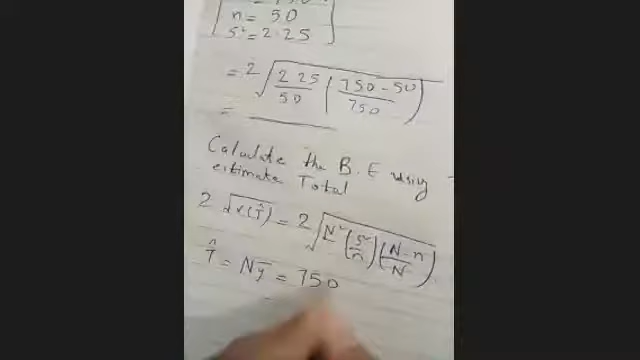 n = 50
S² = 2.25
= 2 √ 2.25/50 ( 750 - 50 / 750 )
=
Calculate the B.E using
estimate Total
2 √v(T̂) = 2 √ N² (S²/n) (N - n/N)
T̂ = Nȳ = 750